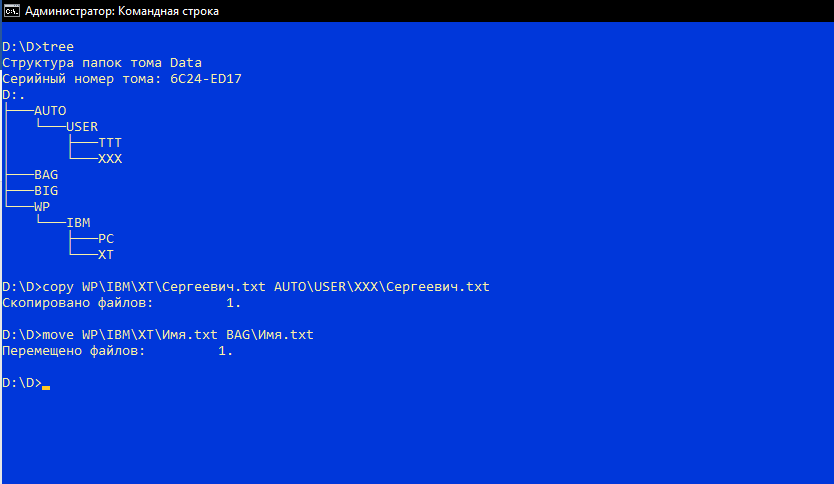 Администратор: Командная строка
D:\D>tree
Структура папок тома Data
Серийный номер тома: 6C24-ED17
D:.
├───AUTO
│   └───USER
│       ├───TTT
│       └───XXX
├───BAG
├───BIG
└───WP
    └───IBM
        ├───PC
        └───XT
D:\D>copy WP\IBM\XT\Сергеевич.txt AUTO\USER\XXX\Сергеевич.txt
Скопировано файлов:         1.
D:\D>move WP\IBM\XT\Имя.txt BAG\Имя.txt
Перемещено файлов:         1.
D:\D>